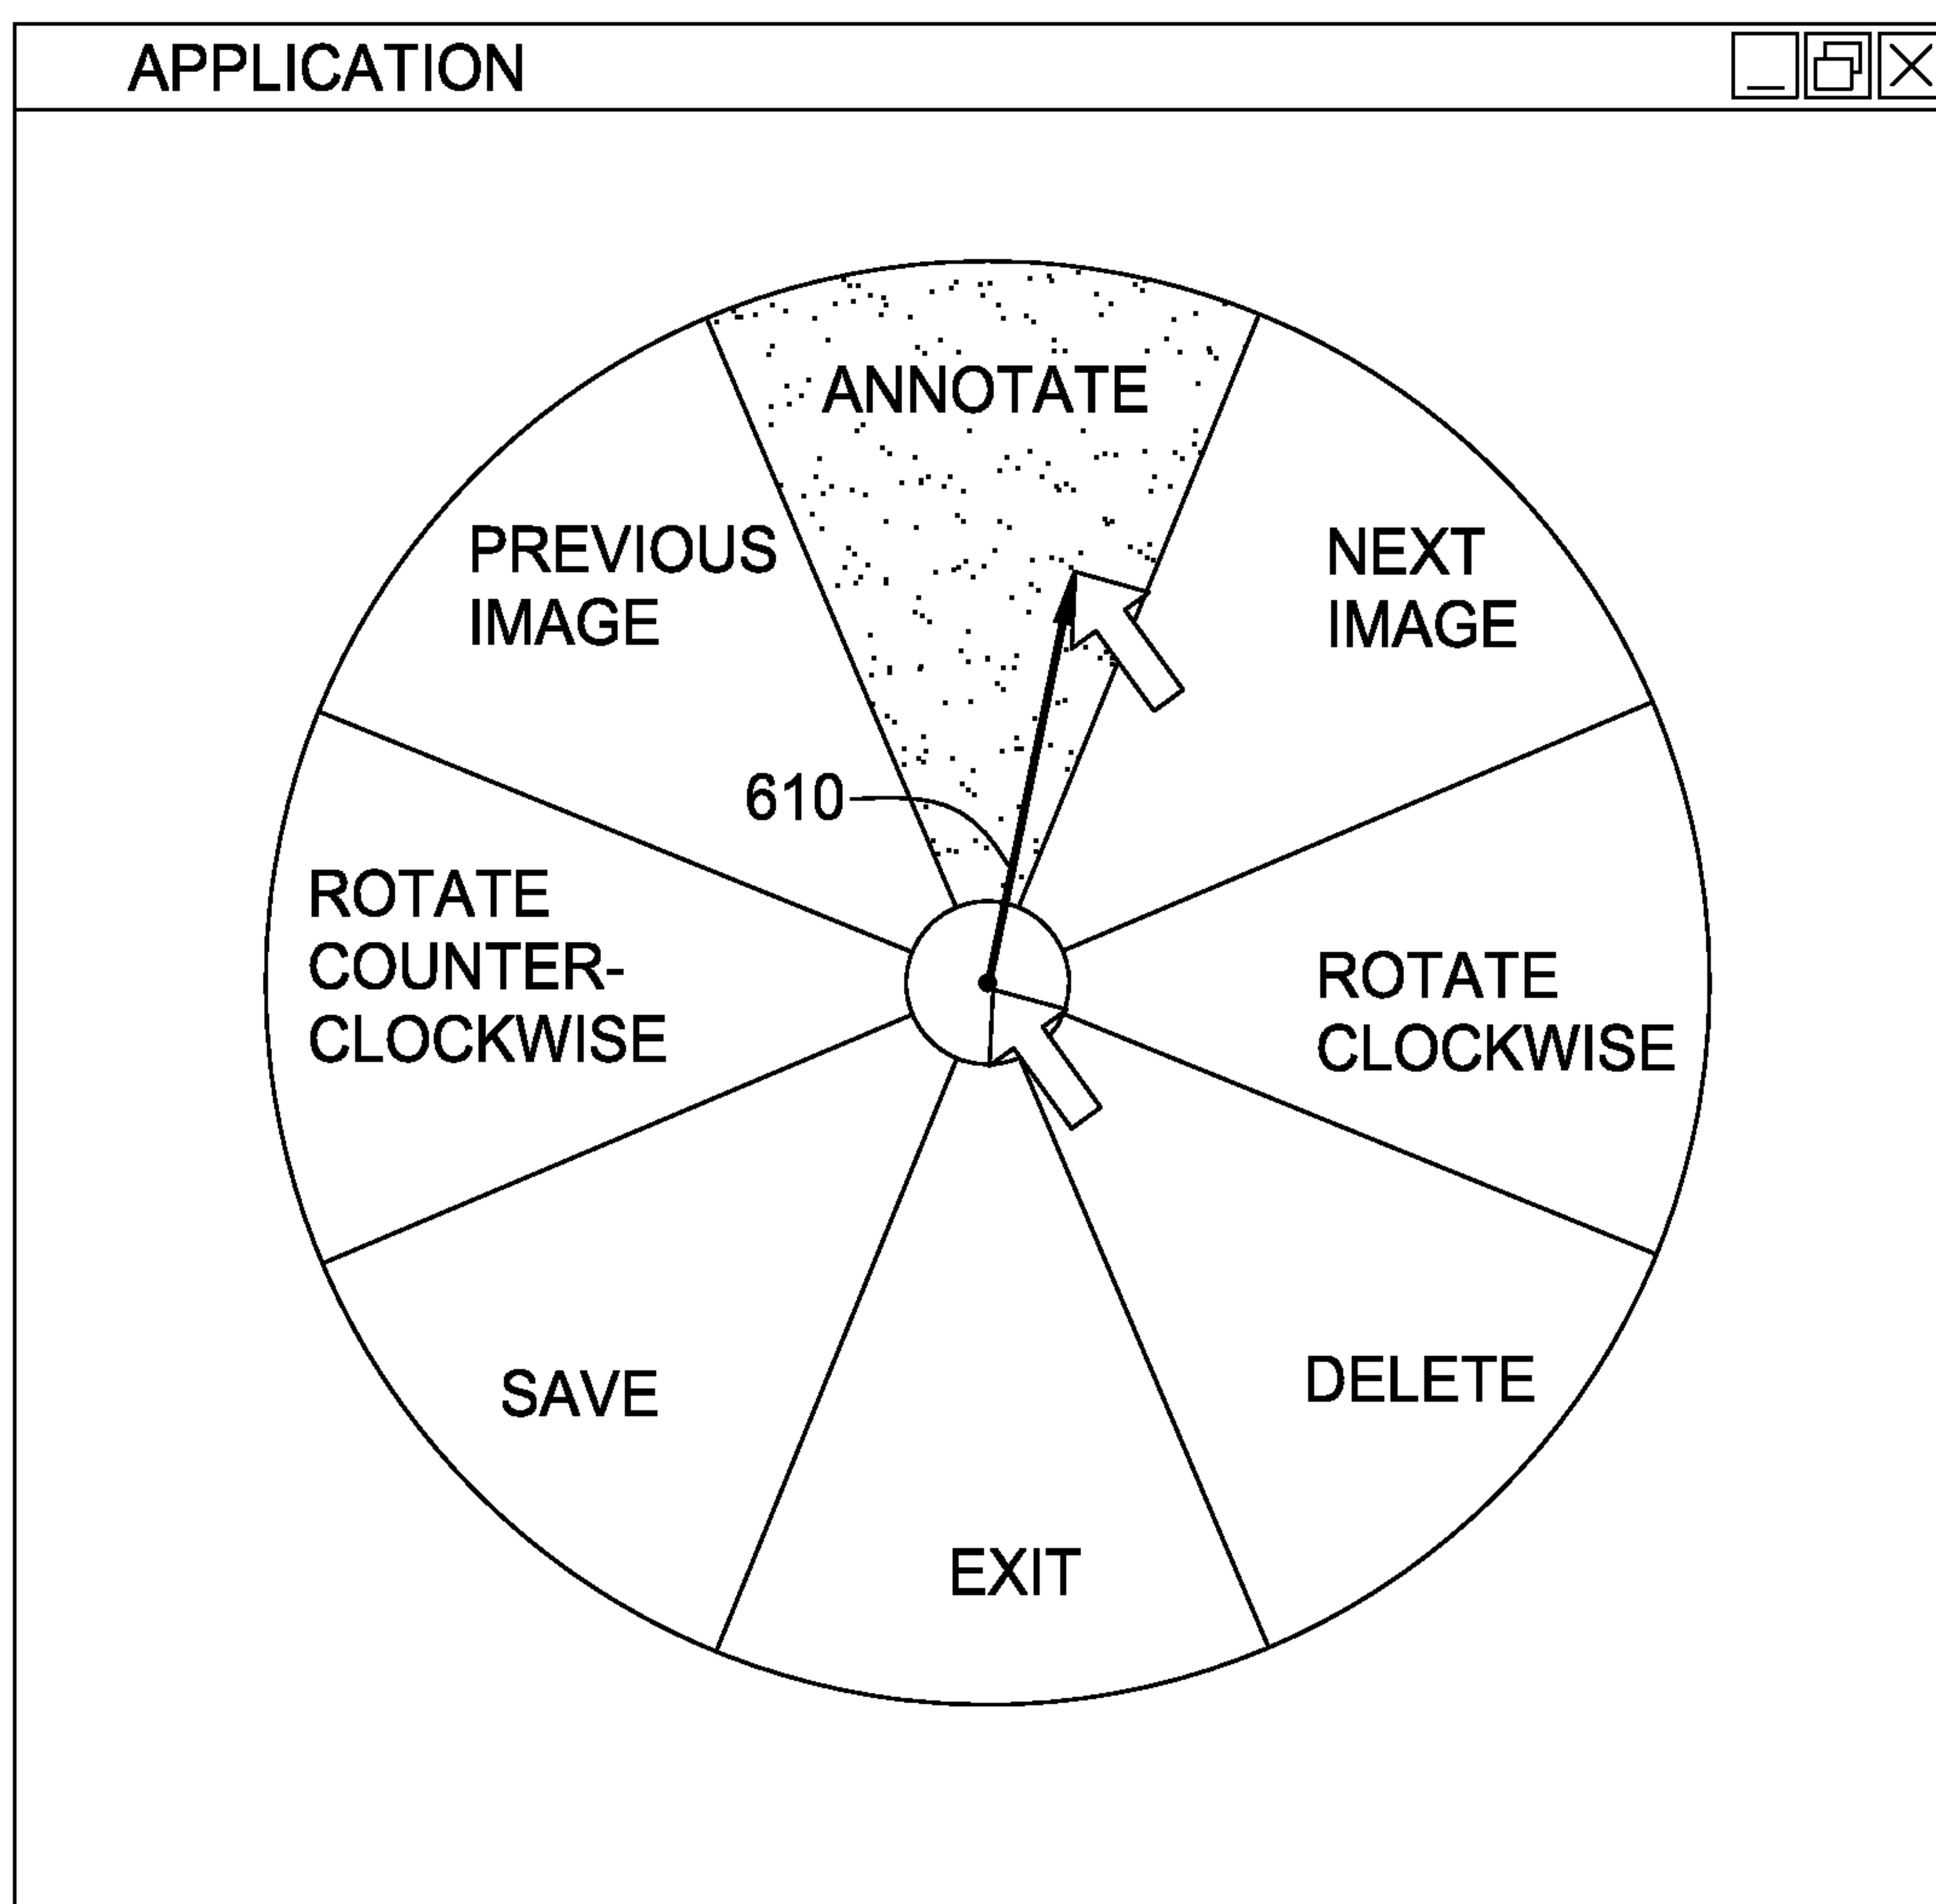 APPLICATION
ANNOTATE
PREVIOUS
IMAGE
NEXT
IMAGE
610
ROTATE
COUNTER-
CLOCKWISE
ROTATE
CLOCKWISE
SAVE
DELETE
EXIT